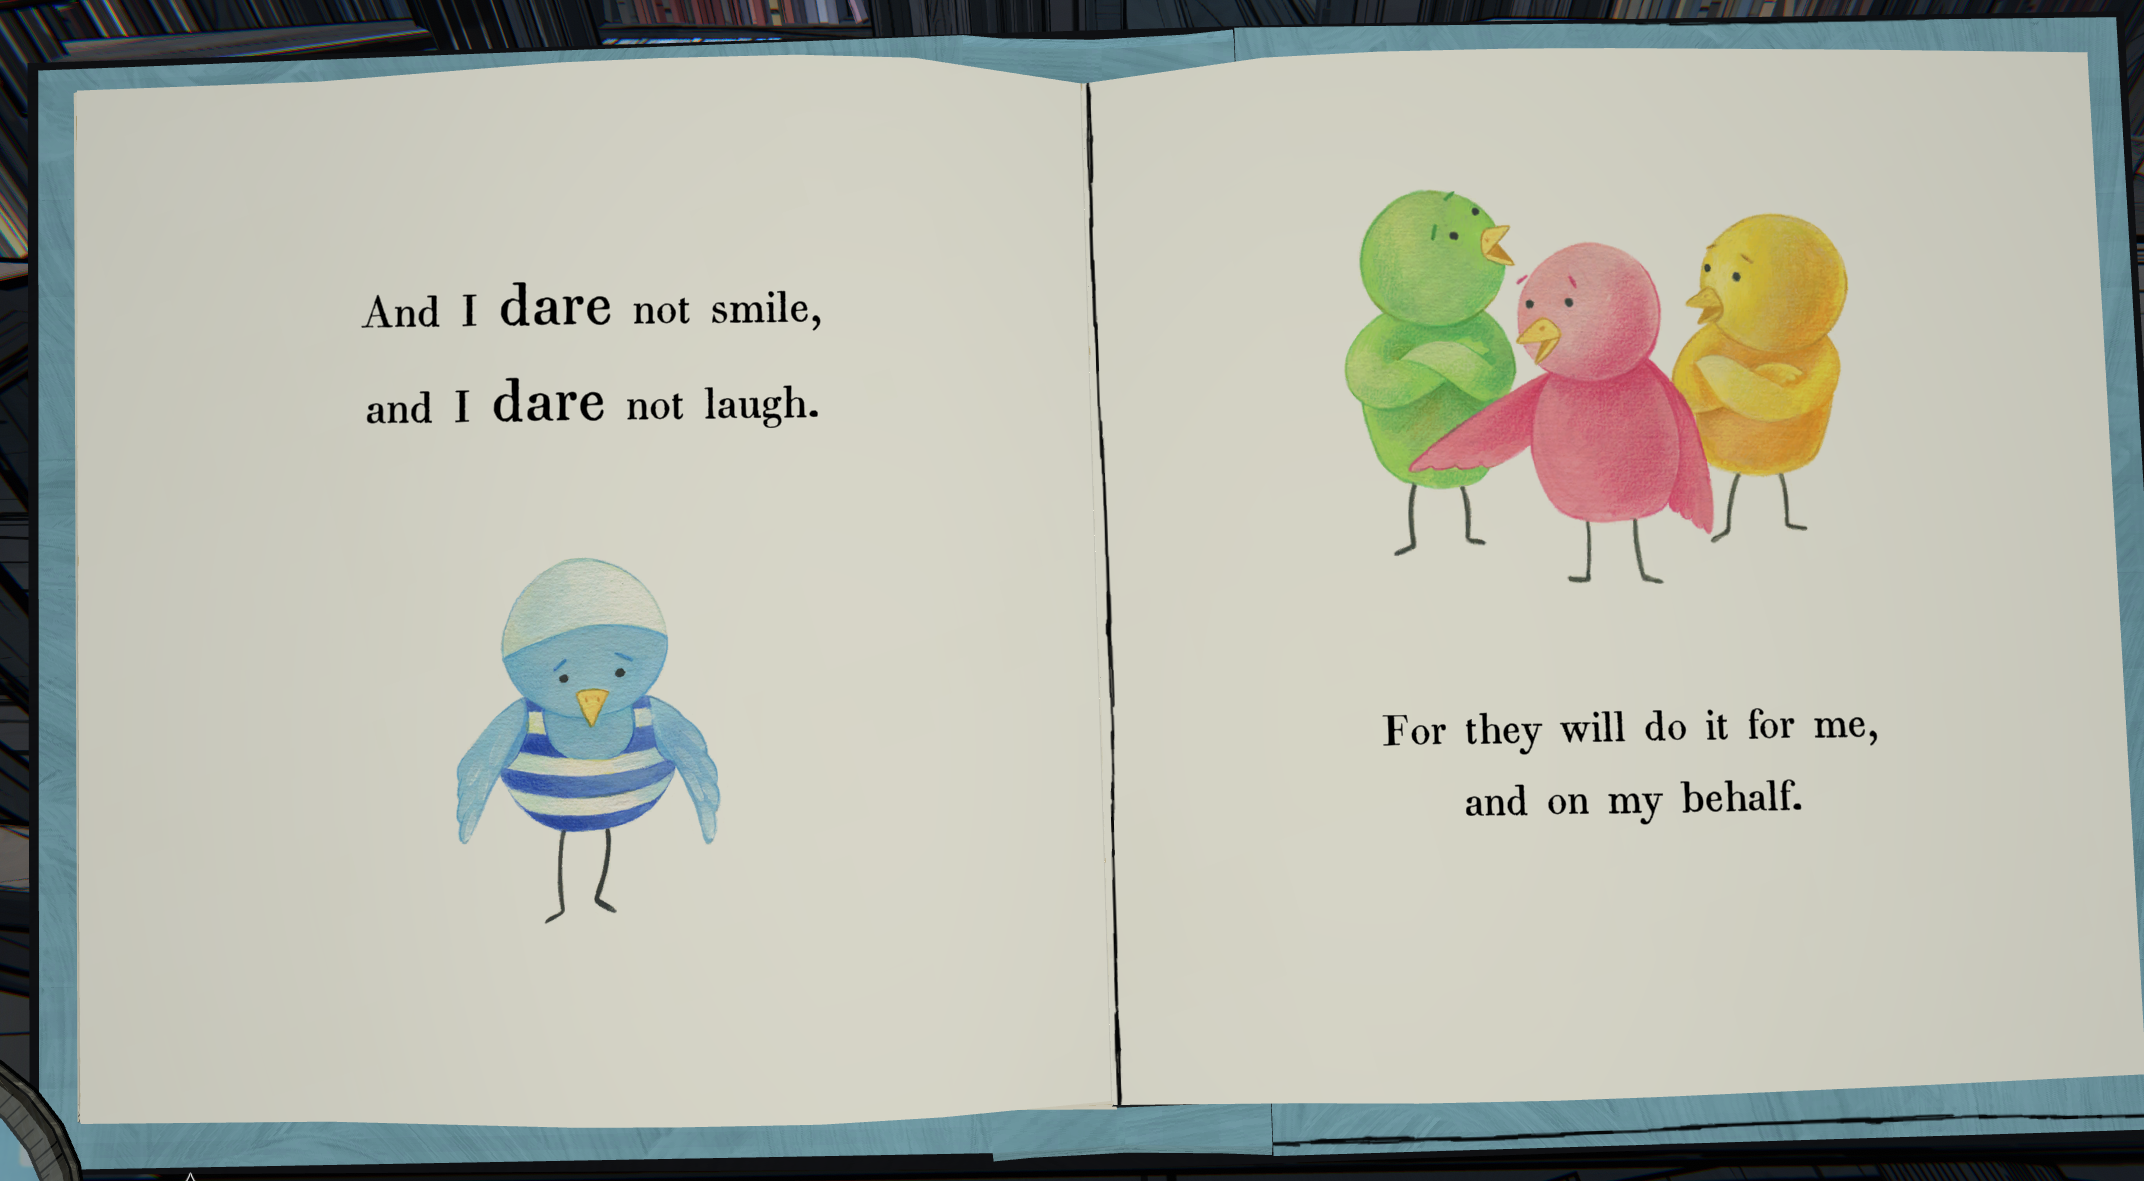 And I dare not smile,
and I dare not laugh.
For they will do it for me,
and on my behalf.